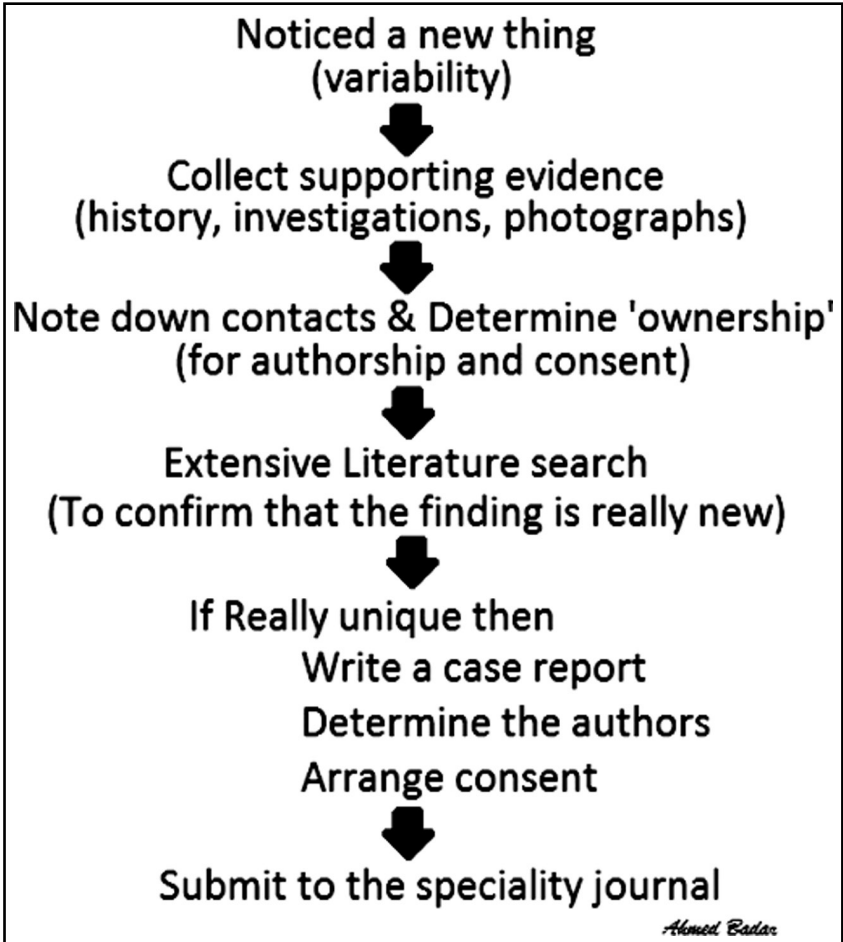 Noticed a new thing
(variability)
Collect supporting evidence
(history, investigations, photographs)
Note down contacts & Determine 'ownership'
(for authorship and consent)
Extensive Literature search
(To confirm that the finding is really new)
If Really unique then
Write a case report
Determine the authors
Arrange consent
Submit to the speciality journal
Ahmed Badar